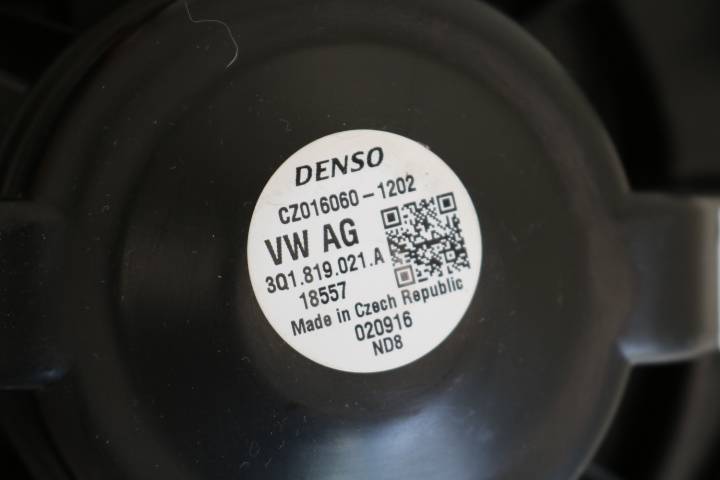 DENSO
CZ016060-1202
VW AG
3Q1.819.021.A
18557
Made in Czech Republic
020916
ND8